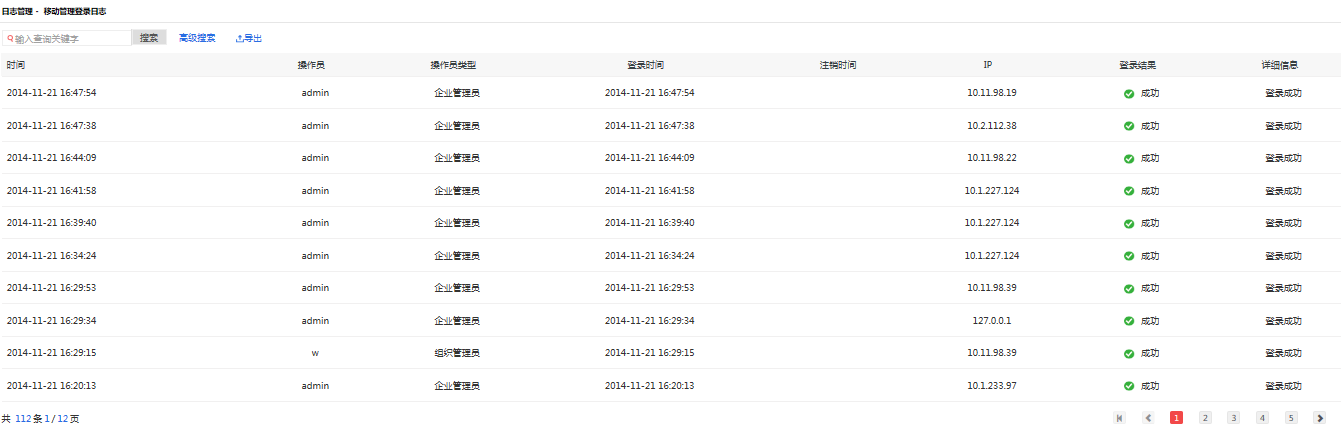 日志管理 - 移动管理登录日志
输入查询关键字 搜索 高级搜索 导出
时间 操作员 操作员类型 登录时间 注销时间 IP 登录结果 详细信息
2014-11-21 16:47:54 admin 企业管理员 2014-11-21 16:47:54 10.11.98.19 成功 登录成功
2014-11-21 16:47:38 admin 企业管理员 2014-11-21 16:47:38 10.2.112.38 成功 登录成功
2014-11-21 16:44:09 admin 企业管理员 2014-11-21 16:44:09 10.11.98.22 成功 登录成功
2014-11-21 16:41:58 admin 企业管理员 2014-11-21 16:41:58 10.1.227.124 成功 登录成功
2014-11-21 16:39:40 admin 企业管理员 2014-11-21 16:39:40 10.1.227.124 成功 登录成功
2014-11-21 16:34:24 admin 企业管理员 2014-11-21 16:34:24 10.1.227.124 成功 登录成功
2014-11-21 16:29:53 admin 企业管理员 2014-11-21 16:29:53 10.11.98.39 成功 登录成功
2014-11-21 16:29:34 admin 企业管理员 2014-11-21 16:29:34 127.0.0.1 成功 登录成功
2014-11-21 16:29:15 w 组织管理员 2014-11-21 16:29:15 10.11.98.39 成功 登录成功
2014-11-21 16:20:13 admin 企业管理员 2014-11-21 16:20:13 10.1.233.97 成功 登录成功
共 112 条 1 / 12 页 1 2 3 4 5